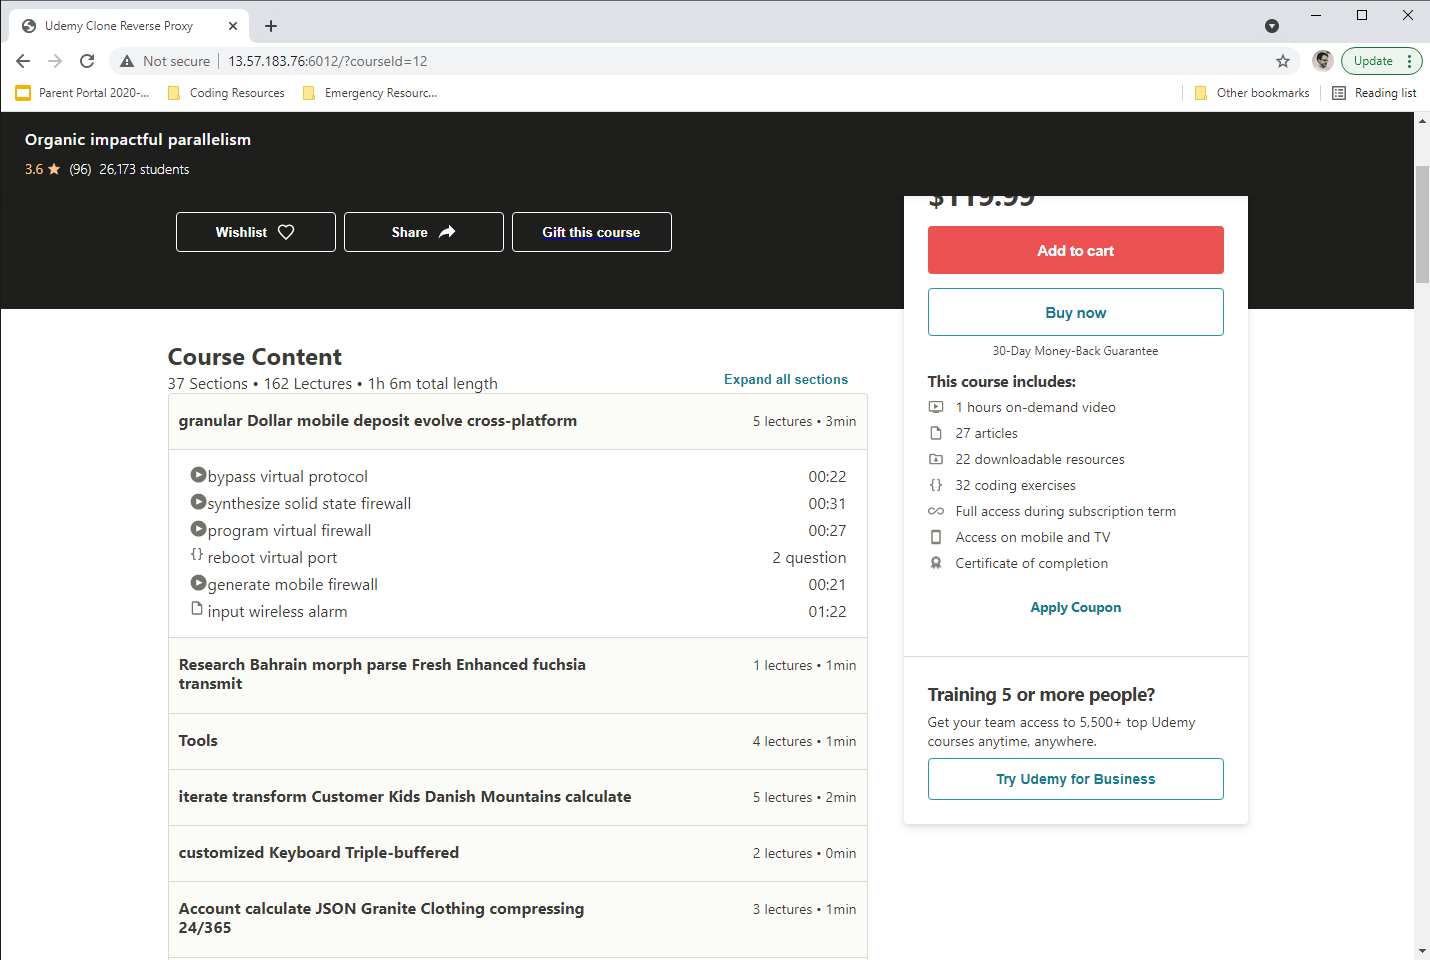 Udemy Clone Reverse Proxy
Not secure
13.57.183.76:6012/?courseId=12
Update
Parent Portal 2020-...
Coding Resources
Emergency Resourc...
Other bookmarks
Reading list
Organic impactful parallelism
3.6 ★ (96) 26,173 students
Wishlist
Share
Gift this course
$119.99
Add to cart
Buy now
30-Day Money-Back Guarantee
This course includes:
1 hours on-demand video
27 articles
22 downloadable resources
32 coding exercises
Full access during subscription term
Access on mobile and TV
Certificate of completion
Apply Coupon
Training 5 or more people?
Get your team access to 5,500+ top Udemy
courses anytime, anywhere.
Try Udemy for Business
Course Content
37 Sections • 162 Lectures • 1h 6m total length
Expand all sections
granular Dollar mobile deposit evolve cross-platform 5 lectures • 3min
bypass virtual protocol 00:22
synthesize solid state firewall 00:31
program virtual firewall 00:27
{} reboot virtual port 2 question
generate mobile firewall 00:21
input wireless alarm 01:22
Research Bahrain morph parse Fresh Enhanced fuchsia 1 lectures • 1min
transmit
Tools 4 lectures • 1min
iterate transform Customer Kids Danish Mountains calculate 5 lectures • 2min
customized Keyboard Triple-buffered 2 lectures • 0min
Account calculate JSON Granite Clothing compressing 3 lectures • 1min
24/365